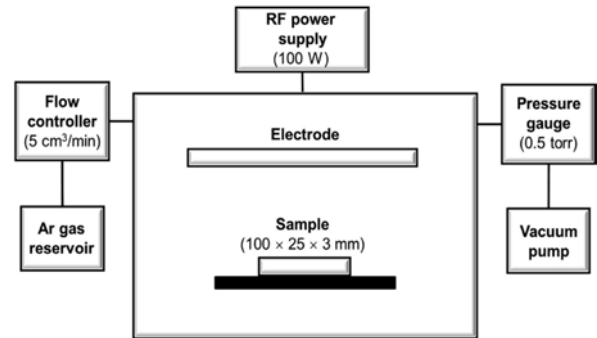 RF power
supply
(100 W)
Flow
controller
(5 cm³/min)
Ar gas
reservoir
Electrode
Sample
(100 × 25 × 3 mm)
Pressure
gauge
(0.5 torr)
Vacuum
pump